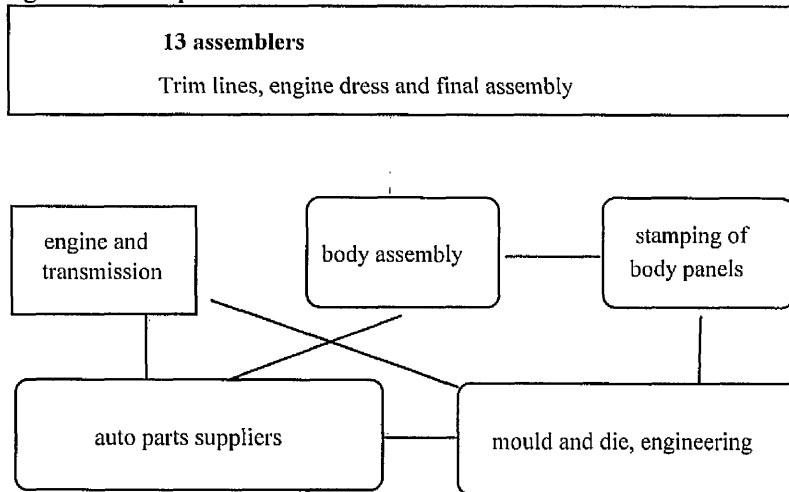 13 assemblers
Trim lines, engine dress and final assembly
engine and
transmission
body assembly
stamping of
body panels
auto parts suppliers
mould and die, engineering